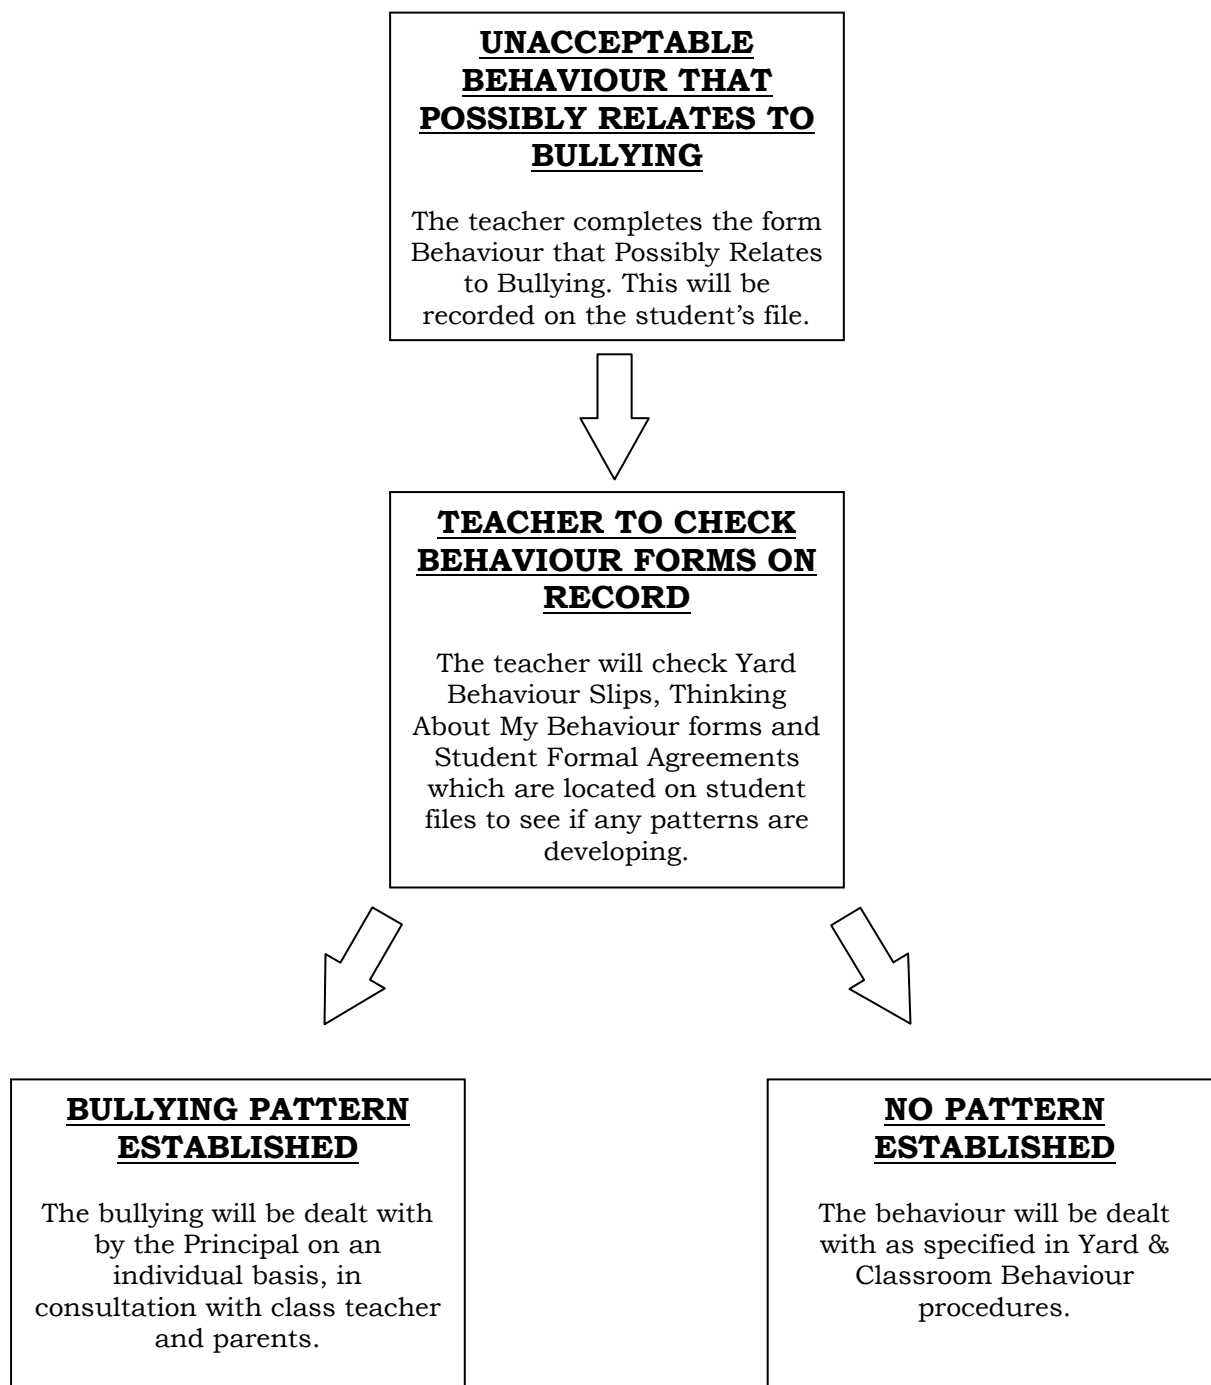 UNACCEPTABLE
BEHAVIOUR THAT
POSSIBLY RELATES TO
BULLYING
The teacher completes the form
Behaviour that Possibly Relates
to Bullying. This will be
recorded on the student’s file.
TEACHER TO CHECK
BEHAVIOUR FORMS ON
RECORD
The teacher will check Yard
Behaviour Slips, Thinking
About My Behaviour forms and
Student Formal Agreements
which are located on student
files to see if any patterns are
developing.
BULLYING PATTERN
ESTABLISHED
The bullying will be dealt with
by the Principal on an
individual basis, in
consultation with class teacher
and parents.
NO PATTERN
ESTABLISHED
The behaviour will be dealt
with as specified in Yard &
Classroom Behaviour
procedures.